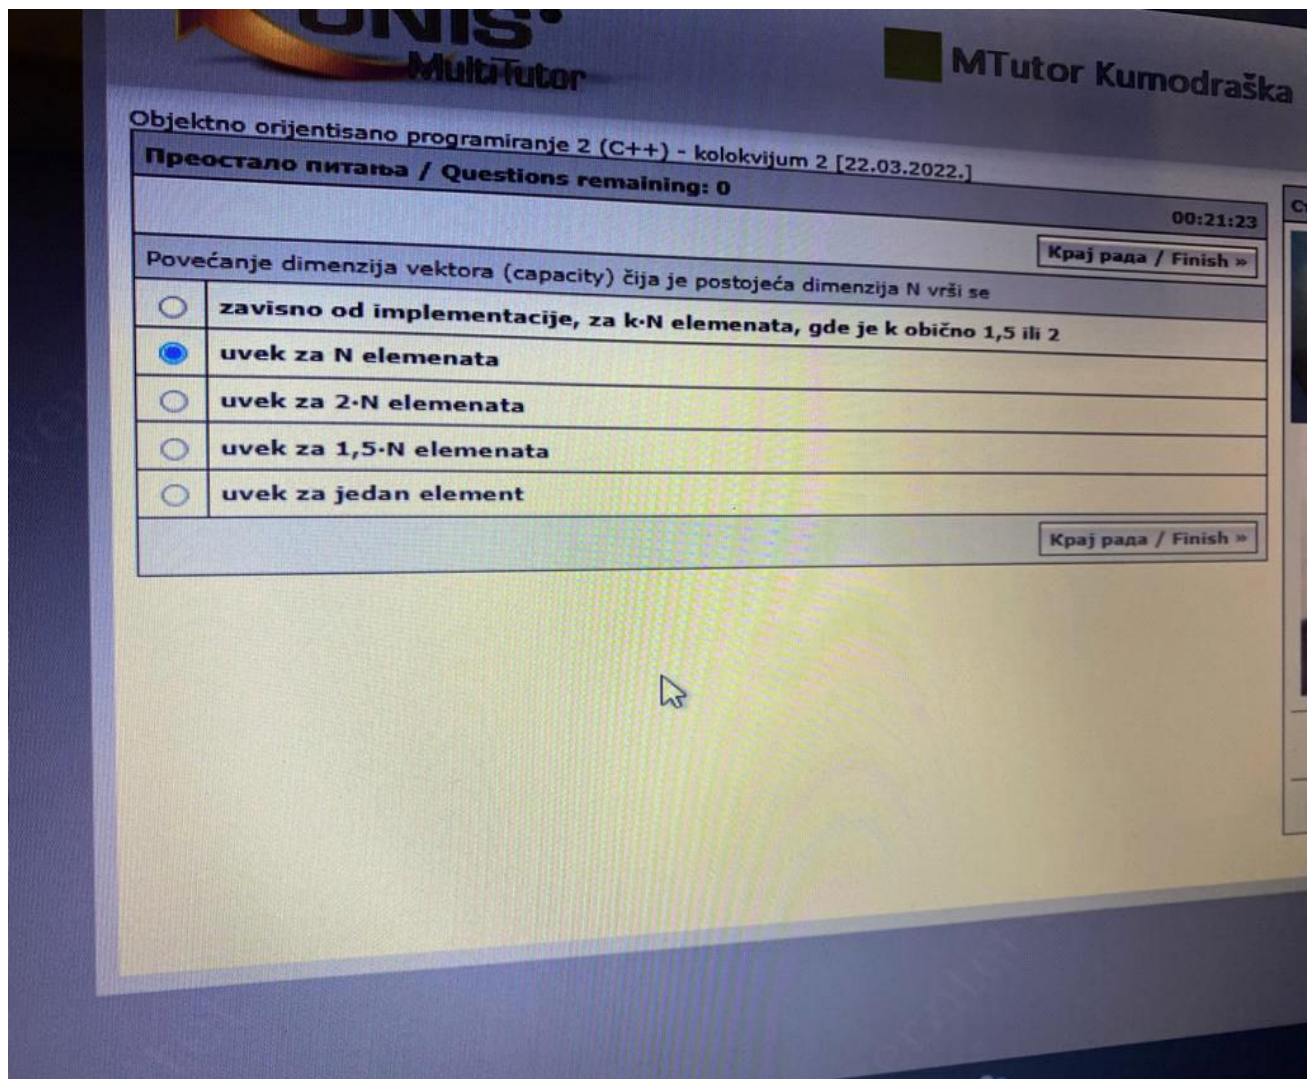 UNIS
MultiTutor
MTutor Kumodraška
Objektno orijentisano programiranje 2 (C++) - kolokvijum 2 [22.03.2022.]
Преостало питања / Questions remaining: 0
00:21:23
Крај рада / Finish »
Povećanje dimenzija vektora (capacity) čija je postojeća dimenzija N vrši se
zavisno od implementacije, za k·N elemenata, gde je k obično 1,5 ili 2
uvek za N elemenata
uvek za 2·N elemenata
uvek za 1,5·N elemenata
uvek za jedan element
Крај рада / Finish »